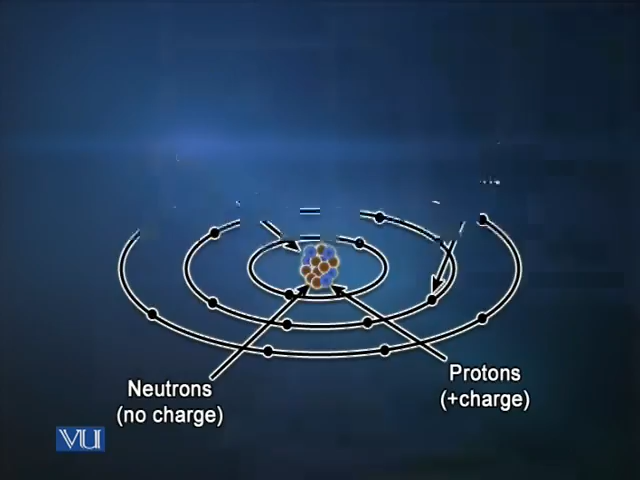 Neutrons
(no charge)
Protons
(+charge)
VU